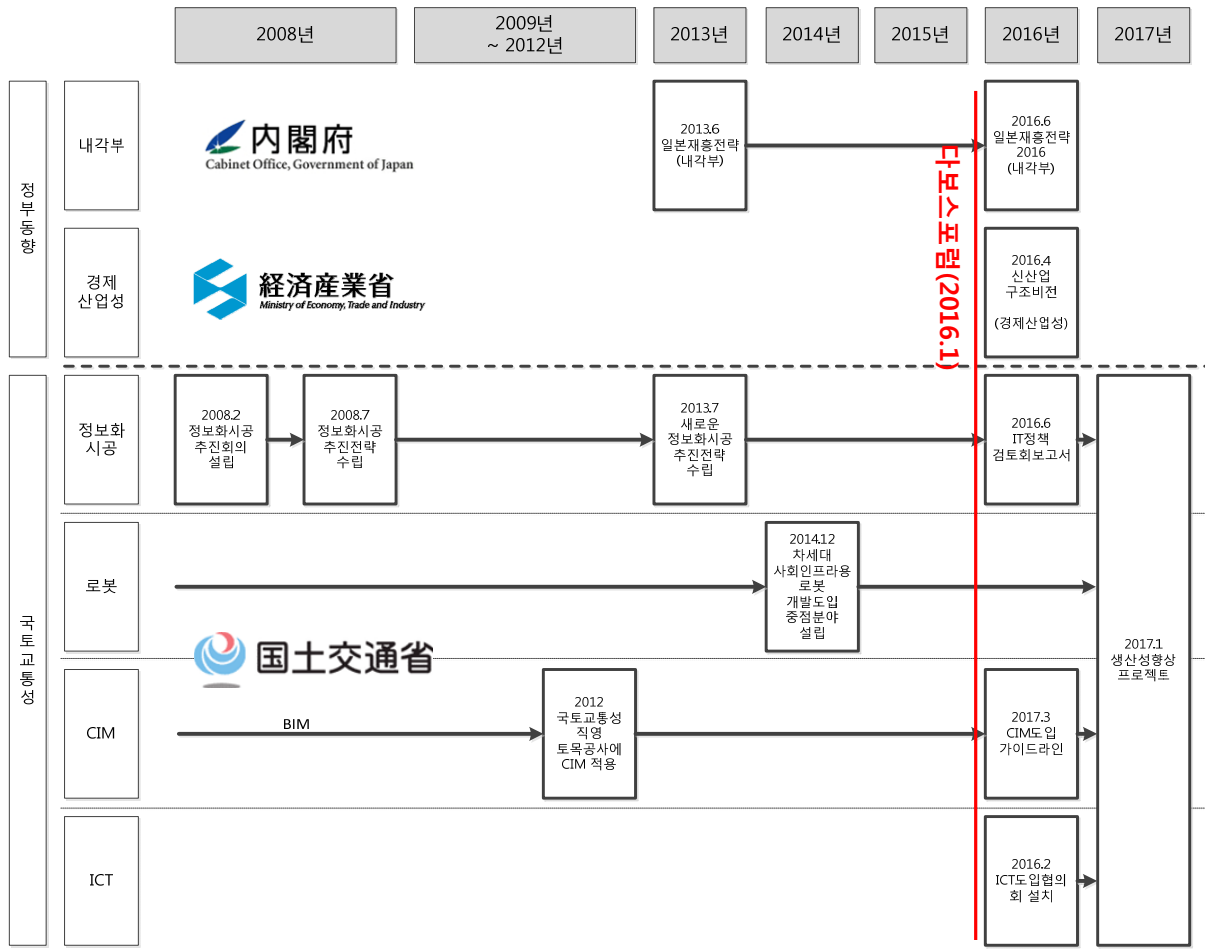 2008년
2009년
~ 2012년
2013년
2014년
2015년
2016년
2017년
정부동향
내각부
内閣府
Cabinet Office, Government of Japan
2013.6
일본재흥전략
(내각부)
2016.6
일본재흥전략
2016
(내각부)
다보스포럼(2016.1)
경제
산업성
経済産業省
Ministry of Economy, Trade and Industry
2016.4
신산업
구조비전
(경제산업성)
국토교통성
정보화
시공
2008.2
정보화시공
추진회의
설립
2008.7
정보화시공
추진전략
수립
2013.7
새로운
정보화시공
추진전략
수립
2016.6
IT정책
검토회보고서
로봇
2014.12
차세대
사회인프라용
로봇
개발도입
중점분야
설립
国土交通省
2017.1
생산성향상
프로젝트
CIM
BIM
2012
국토교통성
직영
토목공사에
CIM 적용
2017.3
CIM도입
가이드라인
ICT
2016.2
ICT도입협의
회 설치